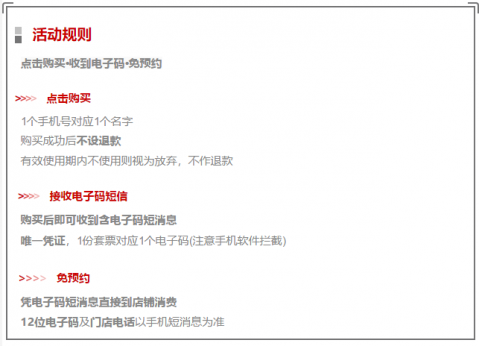 活动规则
点击购买•收到电子码•免预约
>>>> 点击购买
1个手机号对应1个名字
购买成功后不设退款
有效使用期内不使用则视为放弃，不作退款
>>>> 接收电子码短信
购买后即可收到含电子码短消息
唯一凭证，1份套票对应1个电子码(注意手机软件拦截)
>>>> 免预约
凭电子码短消息直接到店铺消费
12位电子码及门店电话以手机短消息为准